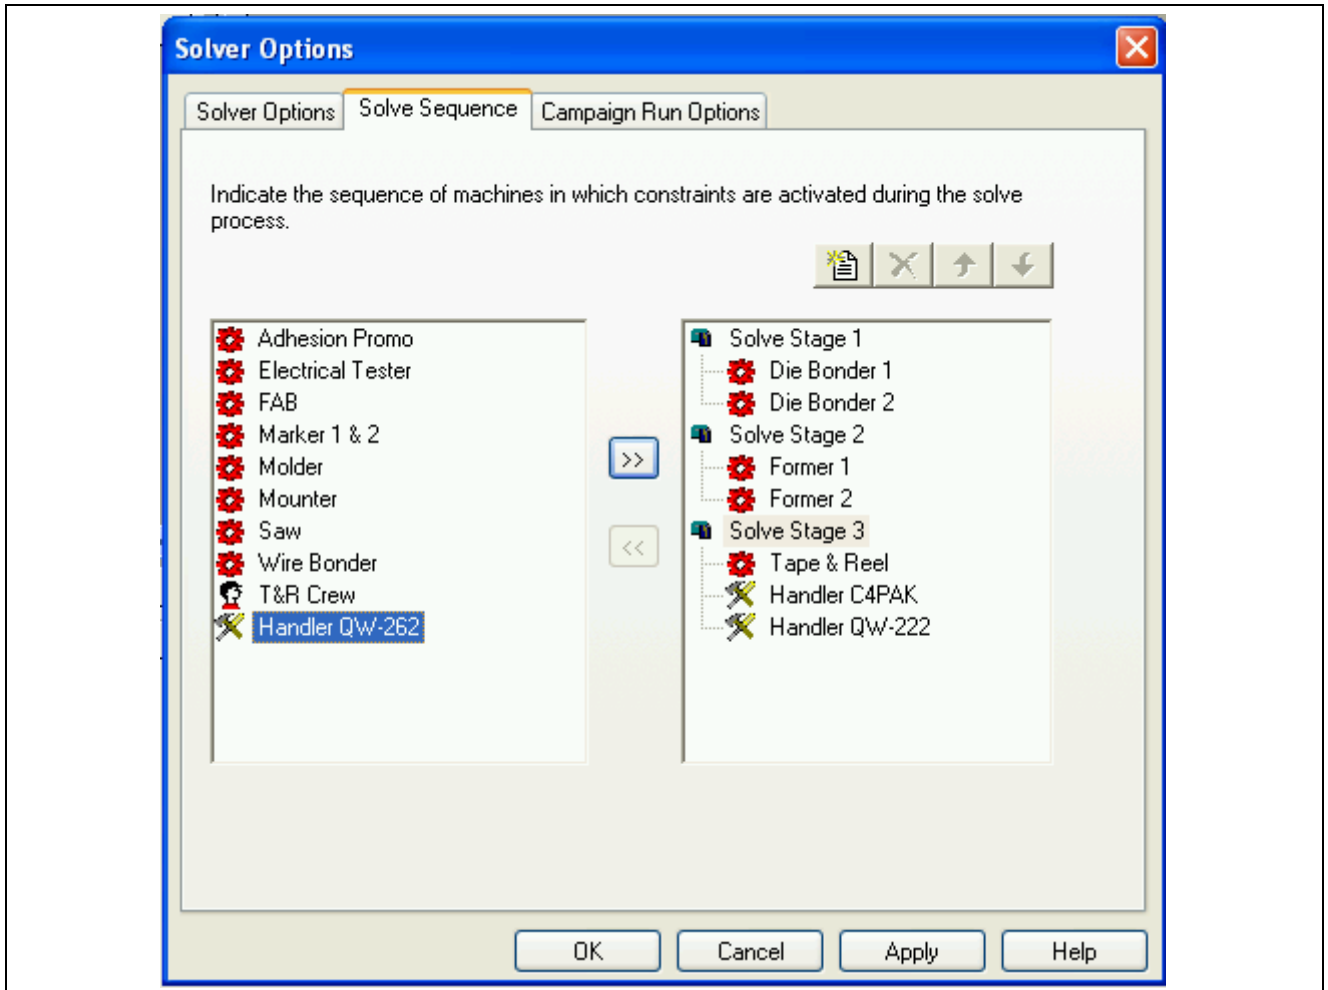 Solver Options
Solver Options
Solve Sequence
Campaign Run Options
Indicate the sequence of machines in which constraints are activated during the solve
process.
Adhesion Promo
Electrical Tester
FAB
Marker 1 & 2
Molder
Mounter
Saw
Wire Bonder
T&R Crew
Handler QW-262
>>
<<
Solve Stage 1
Die Bonder 1
Die Bonder 2
Solve Stage 2
Former 1
Former 2
Solve Stage 3
Tape & Reel
Handler C4PAK
Handler QW-222
OK
Cancel
Apply
Help